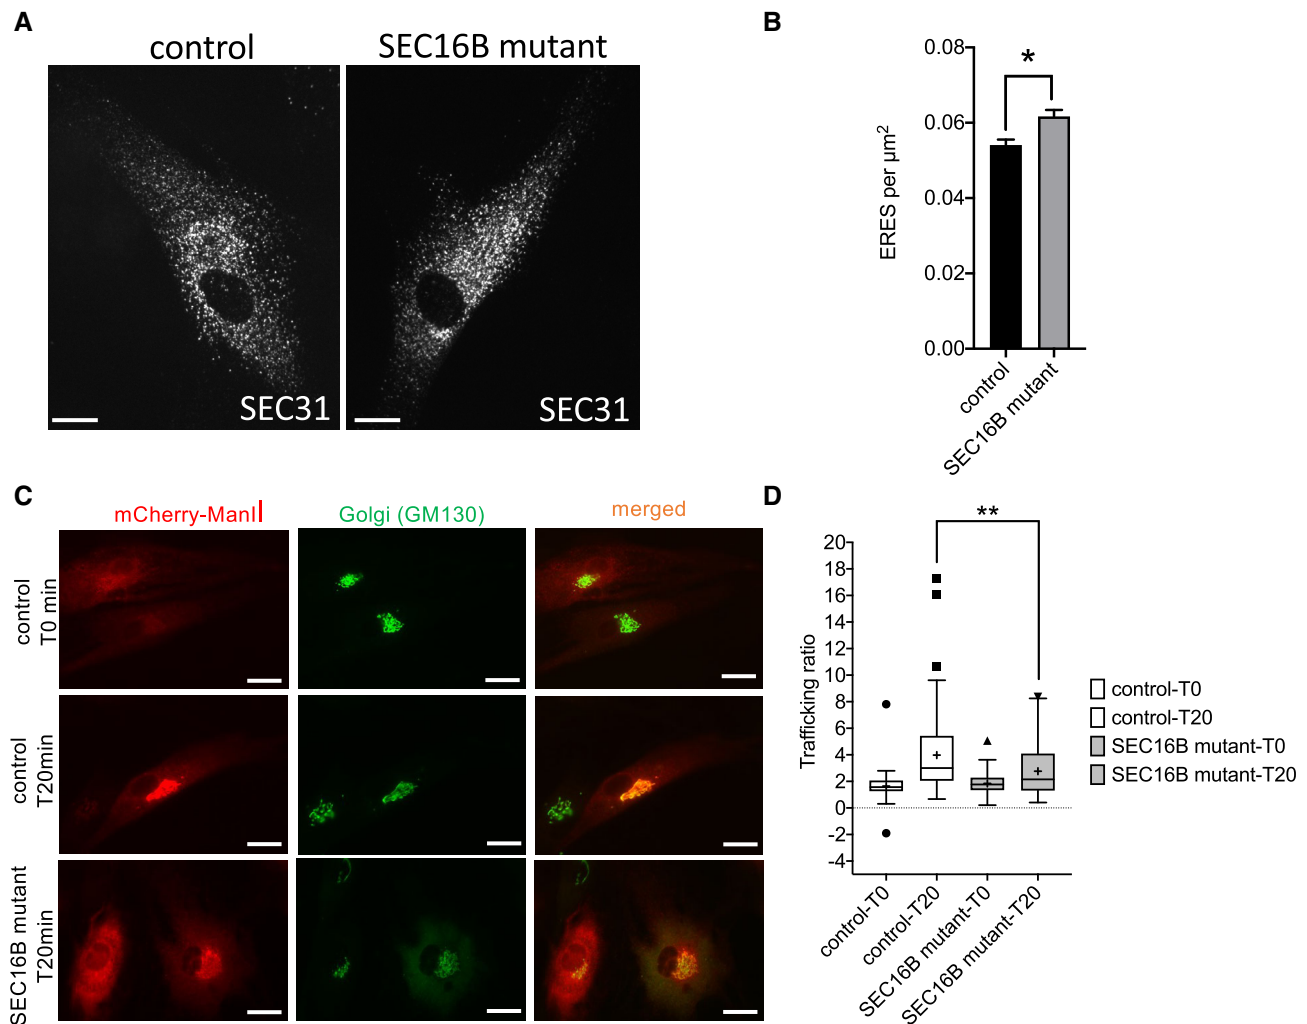 A
control
SEC16B mutant
SEC31
SEC31
B
0.08
0.06
0.04
0.02
0.00
ERES per µm²
*
control
SEC16B mutant
C
mCherry-ManII
Golgi (GM130)
merged
control
T0 min
control
T20min
SEC16B mutant
T20min
D
**
20
18
16
14
12
10
8
6
4
2
0
-2
-4
Trafficking ratio
control-T0
control-T20
SEC16B mutant-T0
SEC16B mutant-T20
control-T0
control-T20
SEC16B mutant-T0
SEC16B mutant-T20